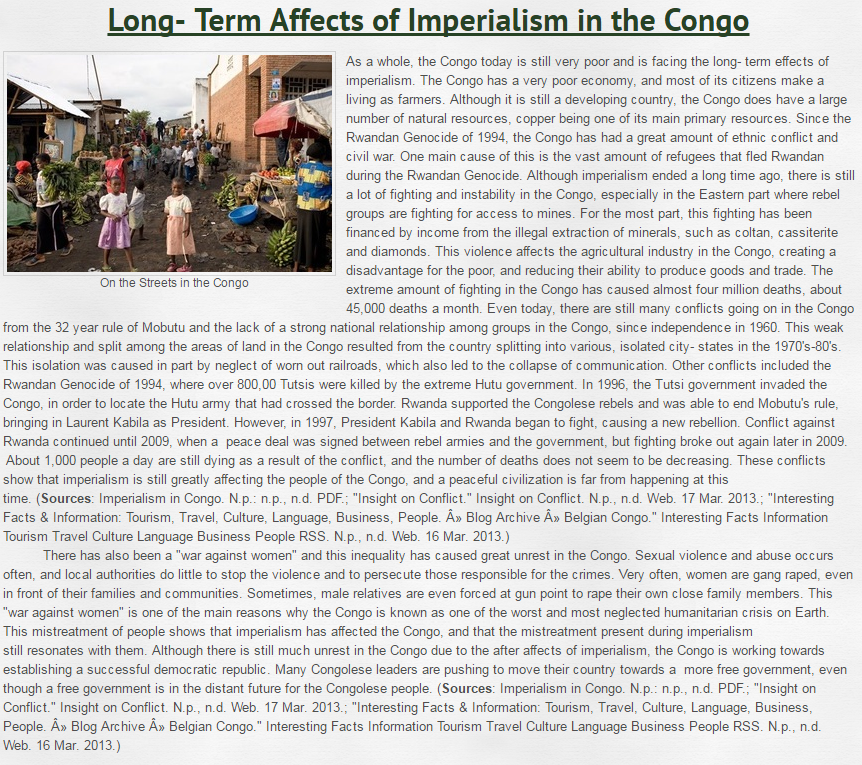 Long- Term Affects of Imperialism in the Congo
As a whole, the Congo today is still very poor and is facing the long- term effects of
imperialism. The Congo has a very poor economy, and most of its citizens make a
living as farmers. Although it is still a developing country, the Congo does have a large
number of natural resources, copper being one of its main primary resources. Since the
Rwandan Genocide of 1994, the Congo has had a great amount of ethnic conflict and
civil war. One main cause of this is the vast amount of refugees that fled Rwandan
during the Rwandan Genocide. Although imperialism ended a long time ago, there is still
a lot of fighting and instability in the Congo, especially in the Eastern part where rebel
groups are fighting for access to mines. For the most part, this fighting has been
financed by income from the illegal extraction of minerals, such as coltan, cassiterite
and diamonds. This violence affects the agricultural industry in the Congo, creating a
disadvantage for the poor, and reducing their ability to produce goods and trade. The
extreme amount of fighting in the Congo has caused almost four million deaths, about
45,000 deaths a month. Even today, there are still many conflicts going on in the Congo
On the Streets in the Congo
from the 32 year rule of Mobutu and the lack of a strong national relationship among groups in the Congo, since independence in 1960. This weak
relationship and split among the areas of land in the Congo resulted from the country splitting into various, isolated city- states in the 1970's-80's.
This isolation was caused in part by neglect of worn out railroads, which also led to the collapse of communication. Other conflicts included the
Rwandan Genocide of 1994, where over 800,00 Tutsis were killed by the extreme Hutu government. In 1996, the Tutsi government invaded the
Congo, in order to locate the Hutu army that had crossed the border. Rwanda supported the Congolese rebels and was able to end Mobutu's rule,
bringing in Laurent Kabila as President. However, in 1997, President Kabila and Rwanda began to fight, causing a new rebellion. Conflict against
Rwanda continued until 2009, when a peace deal was signed between rebel armies and the government, but fighting broke out again later in 2009.
About 1,000 people a day are still dying as a result of the conflict, and the number of deaths does not seem to be decreasing. These conflicts
show that imperialism is still greatly affecting the people of the Congo, and a peaceful civilization is far from happening at this
time. (Sources: Imperialism in Congo. N.p.: n.p., n.d. PDF.; "Insight on Conflict." Insight on Conflict. N.p., n.d. Web. 17 Mar. 2013.; "Interesting
Facts & Information: Tourism, Travel, Culture, Language, Business, People. Â» Blog Archive Â» Belgian Congo." Interesting Facts Information
Tourism Travel Culture Language Business People RSS. N.p., n.d. Web. 16 Mar. 2013.)
There has also been a "war against women" and this inequality has caused great unrest in the Congo. Sexual violence and abuse occurs
often, and local authorities do little to stop the violence and to persecute those responsible for the crimes. Very often, women are gang raped, even
in front of their families and communities. Sometimes, male relatives are even forced at gun point to rape their own close family members. This
"war against women" is one of the main reasons why the Congo is known as one of the worst and most neglected humanitarian crisis on Earth.
This mistreatment of people shows that imperialism has affected the Congo, and that the mistreatment present during imperialism
still resonates with them. Although there is still much unrest in the Congo due to the after affects of imperialism, the Congo is working towards
establishing a successful democratic republic. Many Congolese leaders are pushing to move their country towards a more free government, even
though a free government is in the distant future for the Congolese people. (Sources: Imperialism in Congo. N.p.: n.p., n.d. PDF.; "Insight on
Conflict." Insight on Conflict. N.p., n.d. Web. 17 Mar. 2013.; "Interesting Facts & Information: Tourism, Travel, Culture, Language, Business,
People. Â» Blog Archive Â» Belgian Congo." Interesting Facts Information Tourism Travel Culture Language Business People RSS. N.p., n.d.
Web. 16 Mar. 2013.)